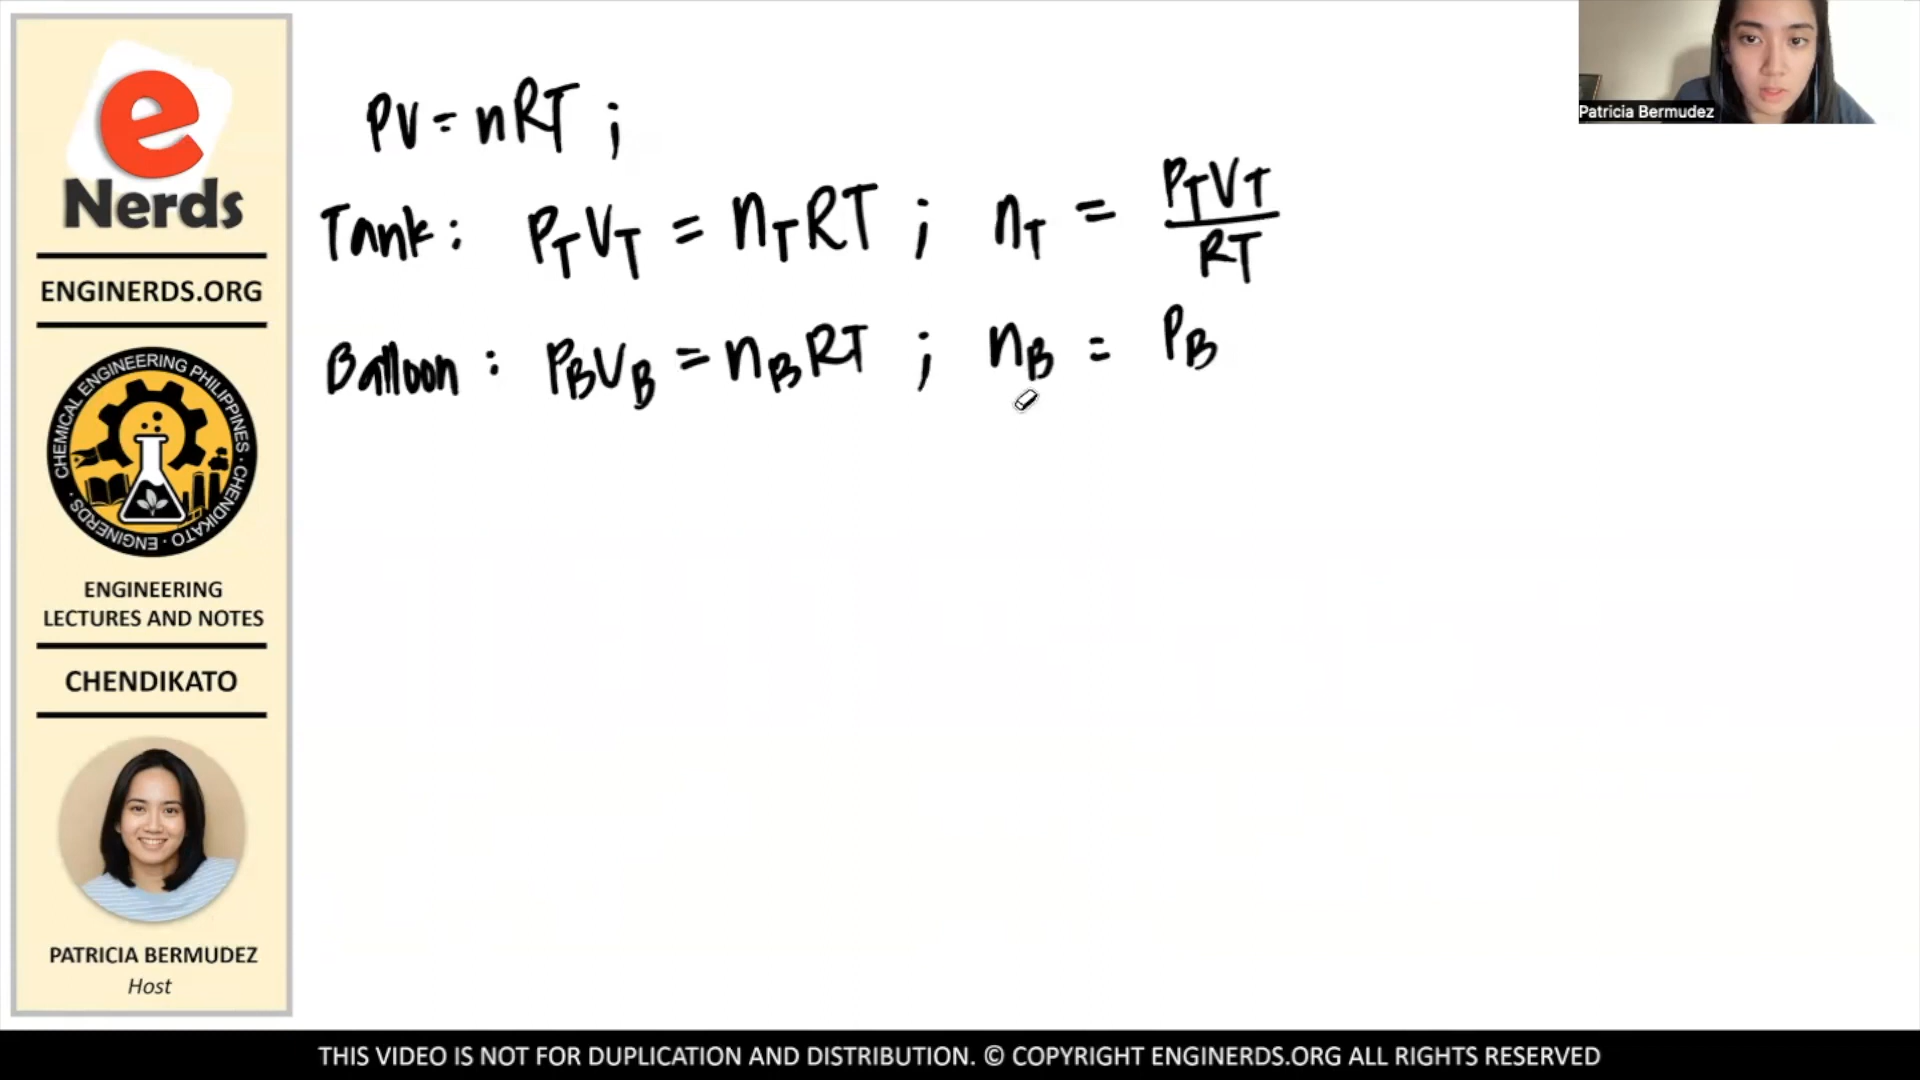 e
Nerds
ENGINERDS.ORG
CHEMICAL ENGINEERING PHILIPPINES · CHENDIKATO · ENGINERDS ·
ENGINEERING
LECTURES AND NOTES
CHENDIKATO
PATRICIA BERMUDEZ
Host
PV = nRT ;
Tank : P_T V_T = n_T RT ; n_T = P_T V_T / RT
Balloon : P_B V_B = n_B RT ; n_B = P_B
Patricia Bermudez
THIS VIDEO IS NOT FOR DUPLICATION AND DISTRIBUTION. © COPYRIGHT ENGINERDS.ORG ALL RIGHTS RESERVED